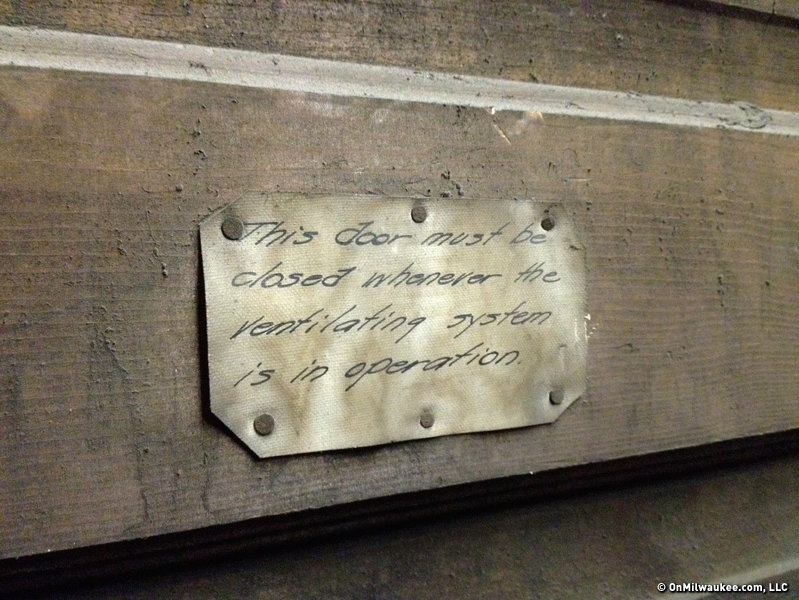 This door must be
closed whenever the
ventilating system
is in operation.
© OnMilwaukee.com, LLC